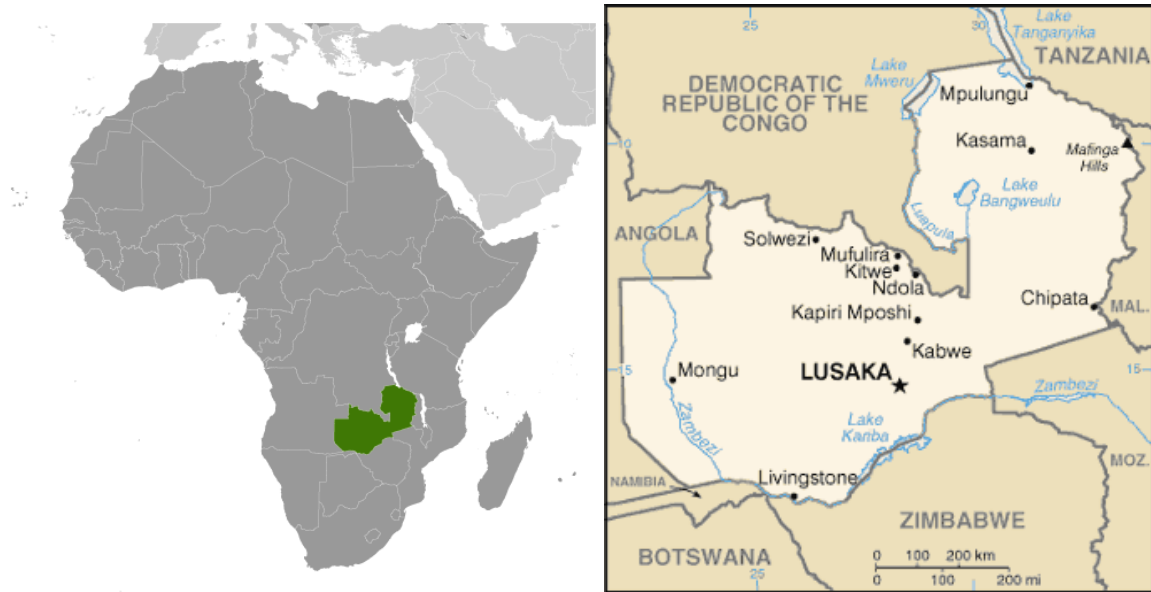 25
30
Lake
Tanganyika
TANZANIA
Lake
Mweru
DEMOCRATIC
REPUBLIC OF THE
CONGO
Mpulungu
10
Kasama
Mafinga
Hills
10
Lake
Bangweulu
Luapula
ANGOLA
Solwezi
Mufulira
Kitwe
Ndola
Chipata
MAL.
Kapiri Mposhi
Kabwe
15
Mongu
LUSAKA
15
Zambezi
Zambezi
Lake
Kariba
MOZ.
Livingstone
NAMIBIA
ZIMBABWE
BOTSWANA
0 100 200 km
0 100 200 mi
25